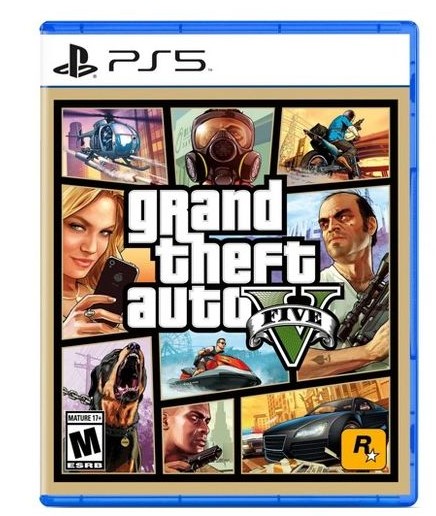 PS5
grand
theft
auto
V
FIVE
MATURE 17+
M
ESRB
R